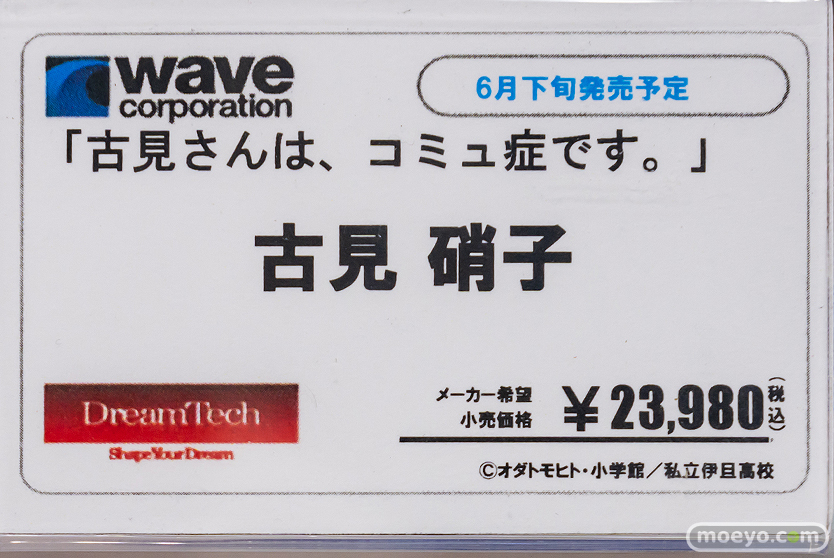 wave
corporation
6月下旬発売予定
「古見さんは、コミュ症です。」
古見 硝子
DreamTech
Shape Your Dream
メーカー希望
小売価格
￥23,980(税込)
©オダトモヒト・小学館／私立伊旦高校
moeyo.com